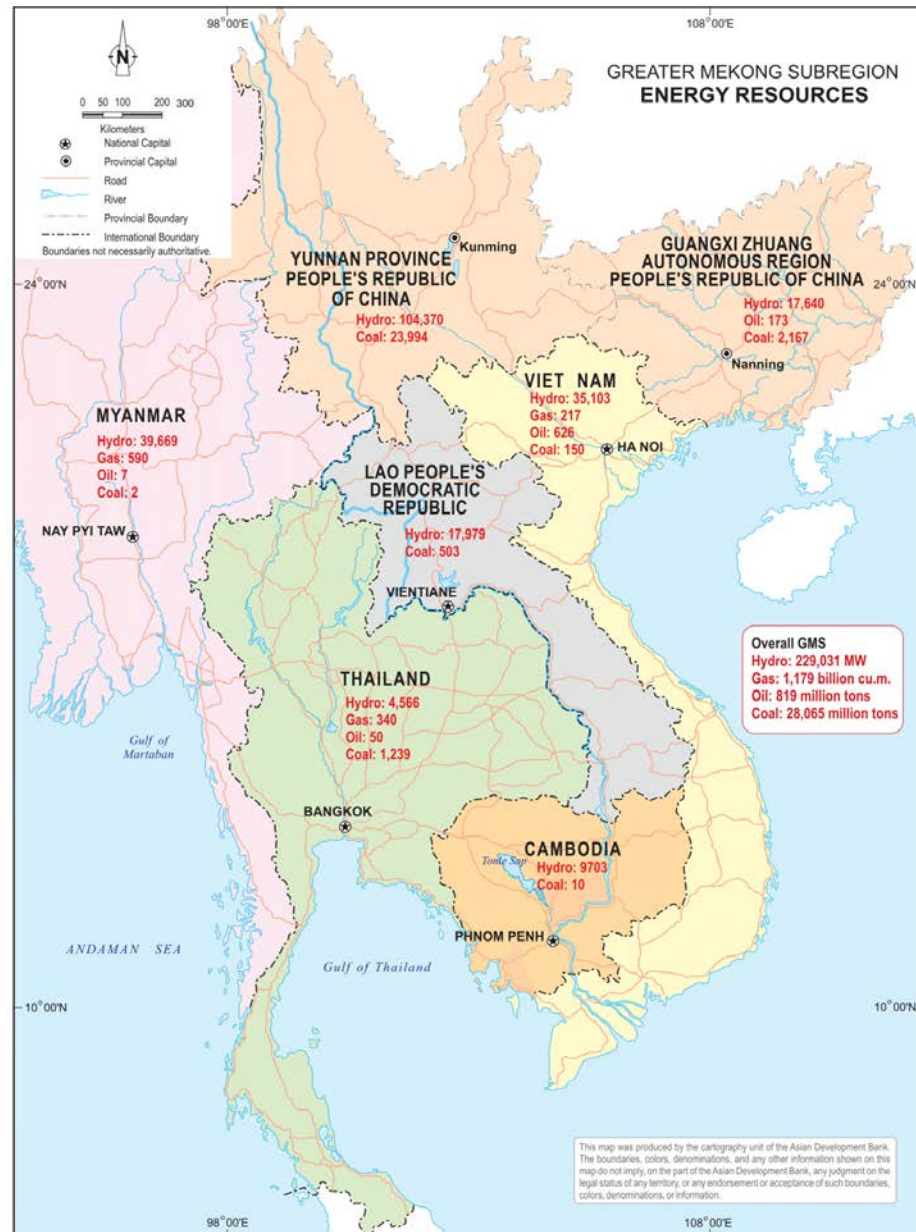 98°00'E
108°00'E
N
GREATER MEKONG SUBREGION
ENERGY RESOURCES
0 50 100 200 300
Kilometers
National Capital
Provincial Capital
Road
River
Provincial Boundary
International Boundary
Boundaries not necessarily authoritative.
Kunming
YUNNAN PROVINCE
PEOPLE'S REPUBLIC
OF CHINA
Hydro: 104,370
Coal: 23,994
GUANGXI ZHUANG
AUTONOMOUS REGION
PEOPLE'S REPUBLIC OF CHINA
Hydro: 17,640
Oil: 173
Coal: 2,167
24°00'N
24°00'N
Nanning
VIET NAM
Hydro: 35,103
Gas: 217
Oil: 626
Coal: 150
HA NOI
MYANMAR
Hydro: 39,669
Gas: 590
Oil: 7
Coal: 2
NAY PYI TAW
LAO PEOPLE'S
DEMOCRATIC
REPUBLIC
Hydro: 17,979
Coal: 503
VIENTIANE
Overall GMS
Hydro: 229,031 MW
Gas: 1,179 billion cu.m.
Oil: 819 million tons
Coal: 28,065 million tons
THAILAND
Hydro: 4,566
Gas: 340
Oil: 50
Coal: 1,239
Gulf of
Martaban
BANGKOK
CAMBODIA
Tonle Sap
Hydro: 9703
Coal: 10
PHNOM PENH
ANDAMAN SEA
Gulf of Thailand
10°00'N
10°00'N
This map was produced by the cartography unit of the Asian Development Bank.
The boundaries, colors, denominations, and any other information shown on this
map do not imply, on the part of the Asian Development Bank, any judgment on the
legal status of any territory, or any endorsement or acceptance of such boundaries,
colors, denominations, or information.
98°00'E
108°00'E